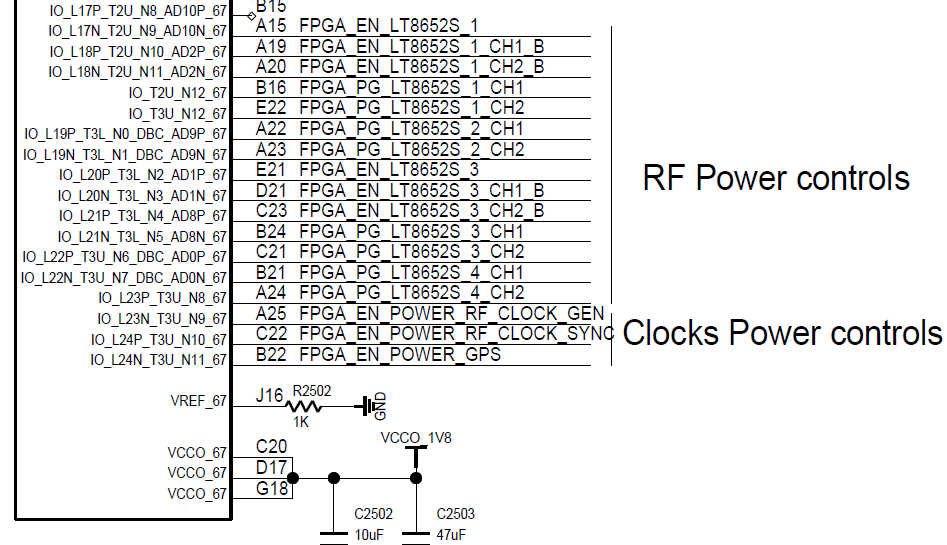 IO_L17P_T2U_N8_AD10P_67 B15
IO_L17N_T2U_N9_AD10N_67 A15 FPGA_EN_LT8652S_1
IO_L18P_T2U_N10_AD2P_67 A19 FPGA_EN_LT8652S_1_CH1_B
IO_L18N_T2U_N11_AD2N_67 A20 FPGA_EN_LT8652S_1_CH2_B
IO_T2U_N12_67 B16 FPGA_PG_LT8652S_1_CH1
IO_T3U_N12_67 E22 FPGA_PG_LT8652S_1_CH2
IO_L19P_T3L_N0_DBC_AD9P_67 A22 FPGA_PG_LT8652S_2_CH1
IO_L19N_T3L_N1_DBC_AD9N_67 A23 FPGA_PG_LT8652S_2_CH2
IO_L20P_T3L_N2_AD1P_67 E21 FPGA_EN_LT8652S_3
RF Power controls
IO_L20N_T3L_N3_AD1N_67 D21 FPGA_EN_LT8652S_3_CH1_B
IO_L21P_T3L_N4_AD8P_67 C23 FPGA_EN_LT8652S_3_CH2_B
IO_L21N_T3L_N5_AD8N_67 B24 FPGA_PG_LT8652S_3_CH1
IO_L22P_T3U_N6_DBC_AD0P_67 C21 FPGA_PG_LT8652S_3_CH2
IO_L22N_T3U_N7_DBC_AD0N_67 B21 FPGA_PG_LT8652S_4_CH1
IO_L23P_T3U_N8_67 A24 FPGA_PG_LT8652S_4_CH2
IO_L23N_T3U_N9_67 A25 FPGA_EN_POWER_RF_CLOCK_GEN
IO_L24P_T3U_N10_67 C22 FPGA_EN_POWER_RF_CLOCK_SYNC
Clocks Power controls
IO_L24N_T3U_N11_67 B22 FPGA_EN_POWER_GPS
VREF_67 J16 R2502
1K
GND
VCCO_1V8
VCCO_67 C20
VCCO_67 D17
VCCO_67 G18
C2502 C2503
10uF 47uF